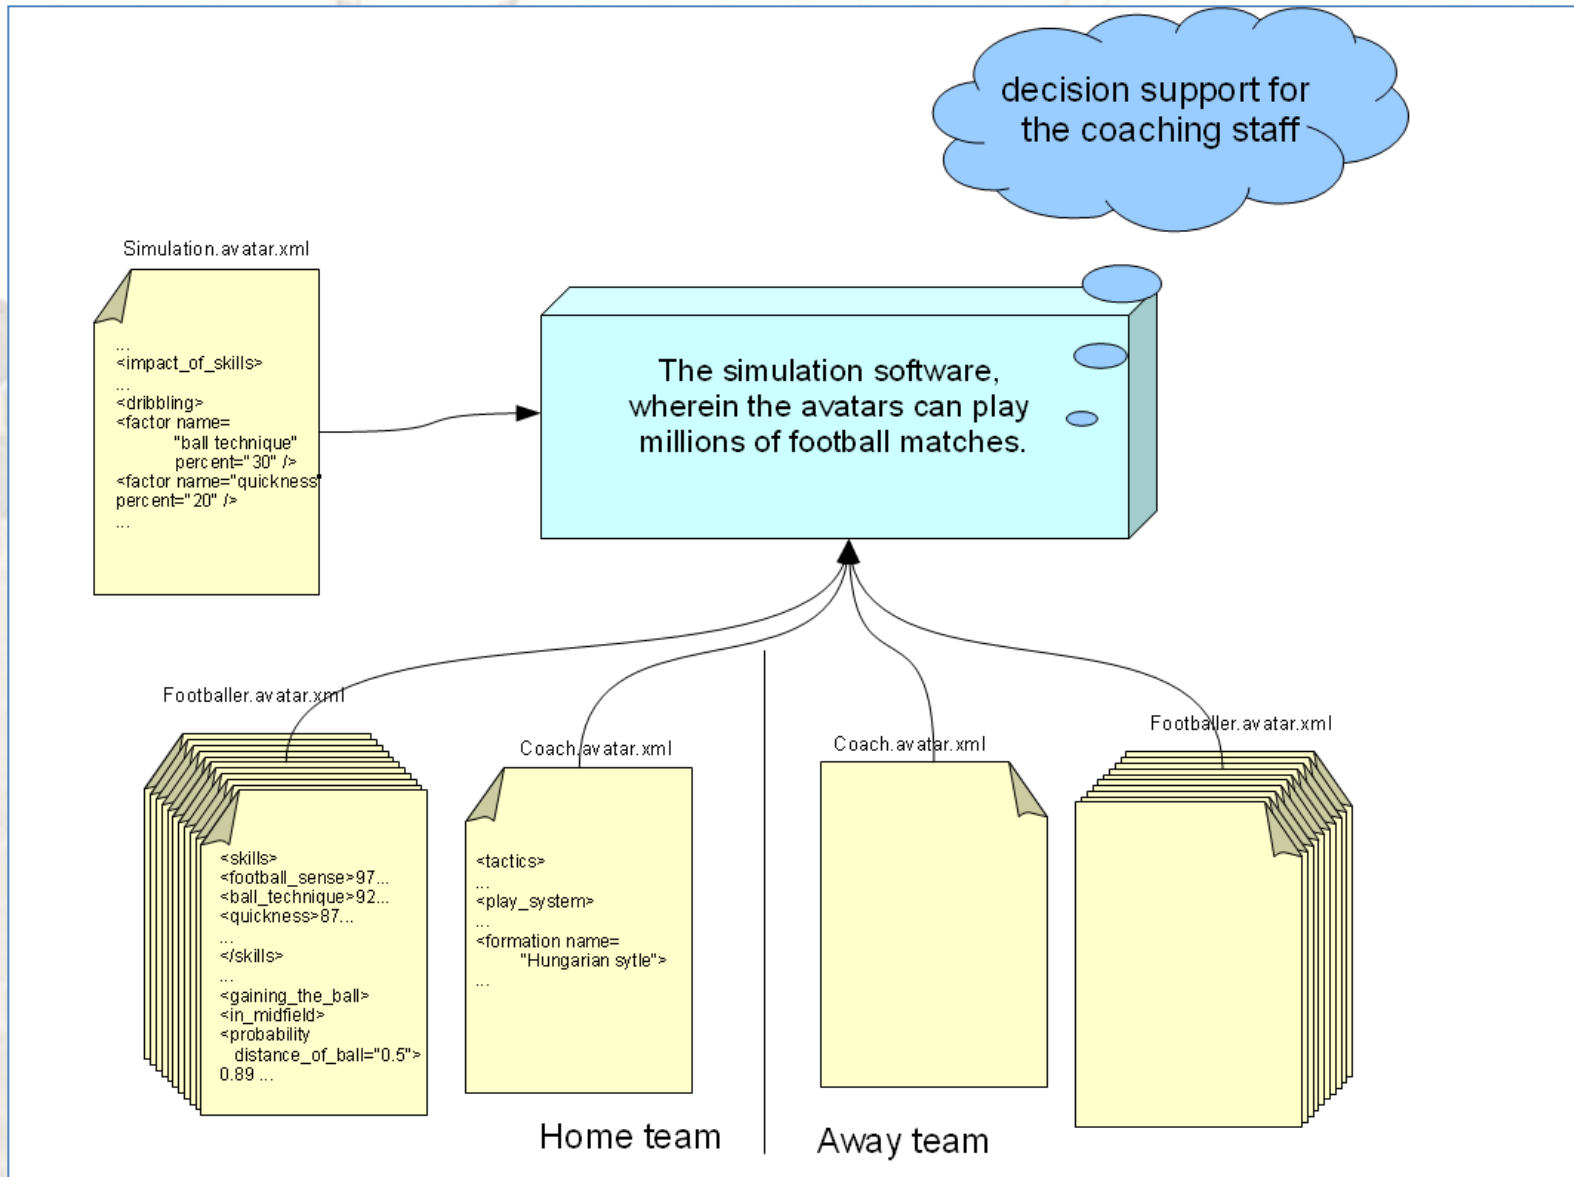 decision support for
the coaching staff
Simulation.avatar.xml
...
<impact_of_skills>
...
<dribbling>
<factor name=
"ball technique"
percent="30" />
<factor name="quickness"
percent="20" />
...
The simulation software,
wherein the avatars can play
millions of football matches.
Footballer.avatar.xml
<skills>
<football_sense>97...
<ball_technique>92...
<quickness>87...
...
</skills>
...
<gaining_the_ball>
<in_midfield>
<probability
distance_of_ball="0.5">
0.89 ...
Coach.avatar.xml
<tactics>
...
<play_system>
...
<formation name=
"Hungarian sytle">
...
Coach.avatar.xml
Footballer.avatar.xml
Home team
Away team